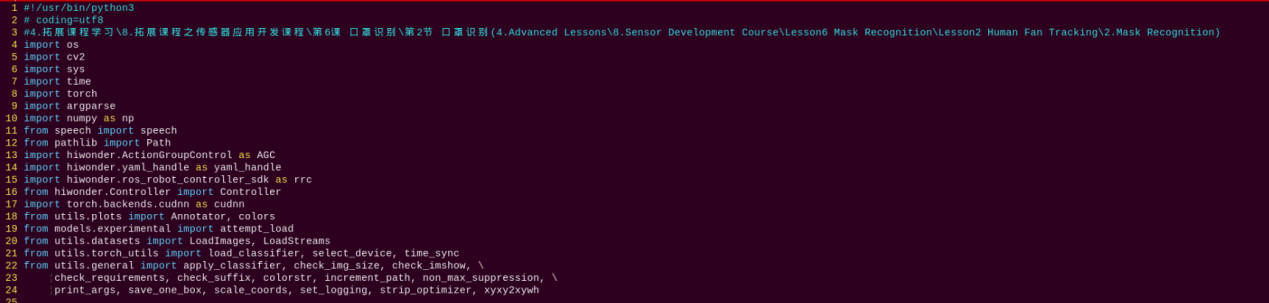 1 #!/usr/bin/python3
2 # coding=utf8
3 #4.拓展课程学习\8.拓展课程之传感器应用开发课程\第6课 口罩识别\第2节 口罩识别(4.Advanced Lessons\8.Sensor Development Course\Lesson6 Mask Recognition\Lesson2 Human Fan Tracking\2.Mask Recognition)
4 import os
5 import cv2
6 import sys
7 import time
8 import torch
9 import argparse
10 import numpy as np
11 from speech import speech
12 from pathlib import Path
13 import hiwonder.ActionGroupControl as AGC
14 import hiwonder.yaml_handle as yaml_handle
15 import hiwonder.ros_robot_controller_sdk as rrc
16 from hiwonder.Controller import Controller
17 import torch.backends.cudnn as cudnn
18 from utils.plots import Annotator, colors
19 from models.experimental import attempt_load
20 from utils.datasets import LoadImages, LoadStreams
21 from utils.torch_utils import load_classifier, select_device, time_sync
22 from utils.general import apply_classifier, check_img_size, check_imshow, \
23 check_requirements, check_suffix, colorstr, increment_path, non_max_suppression, \
24 print_args, save_one_box, scale_coords, set_logging, strip_optimizer, xyxy2xywh
25